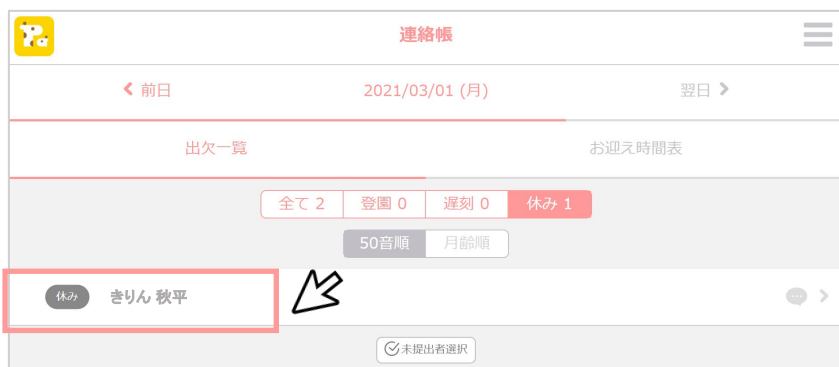 連絡帳
前日 2021/03/01 (月) 翌日
出欠一覧 お迎え時間表
全て 2 登園 0 遅刻 0 休み 1
50音順 月齢順
休み きりん 秋平
未提出者選択